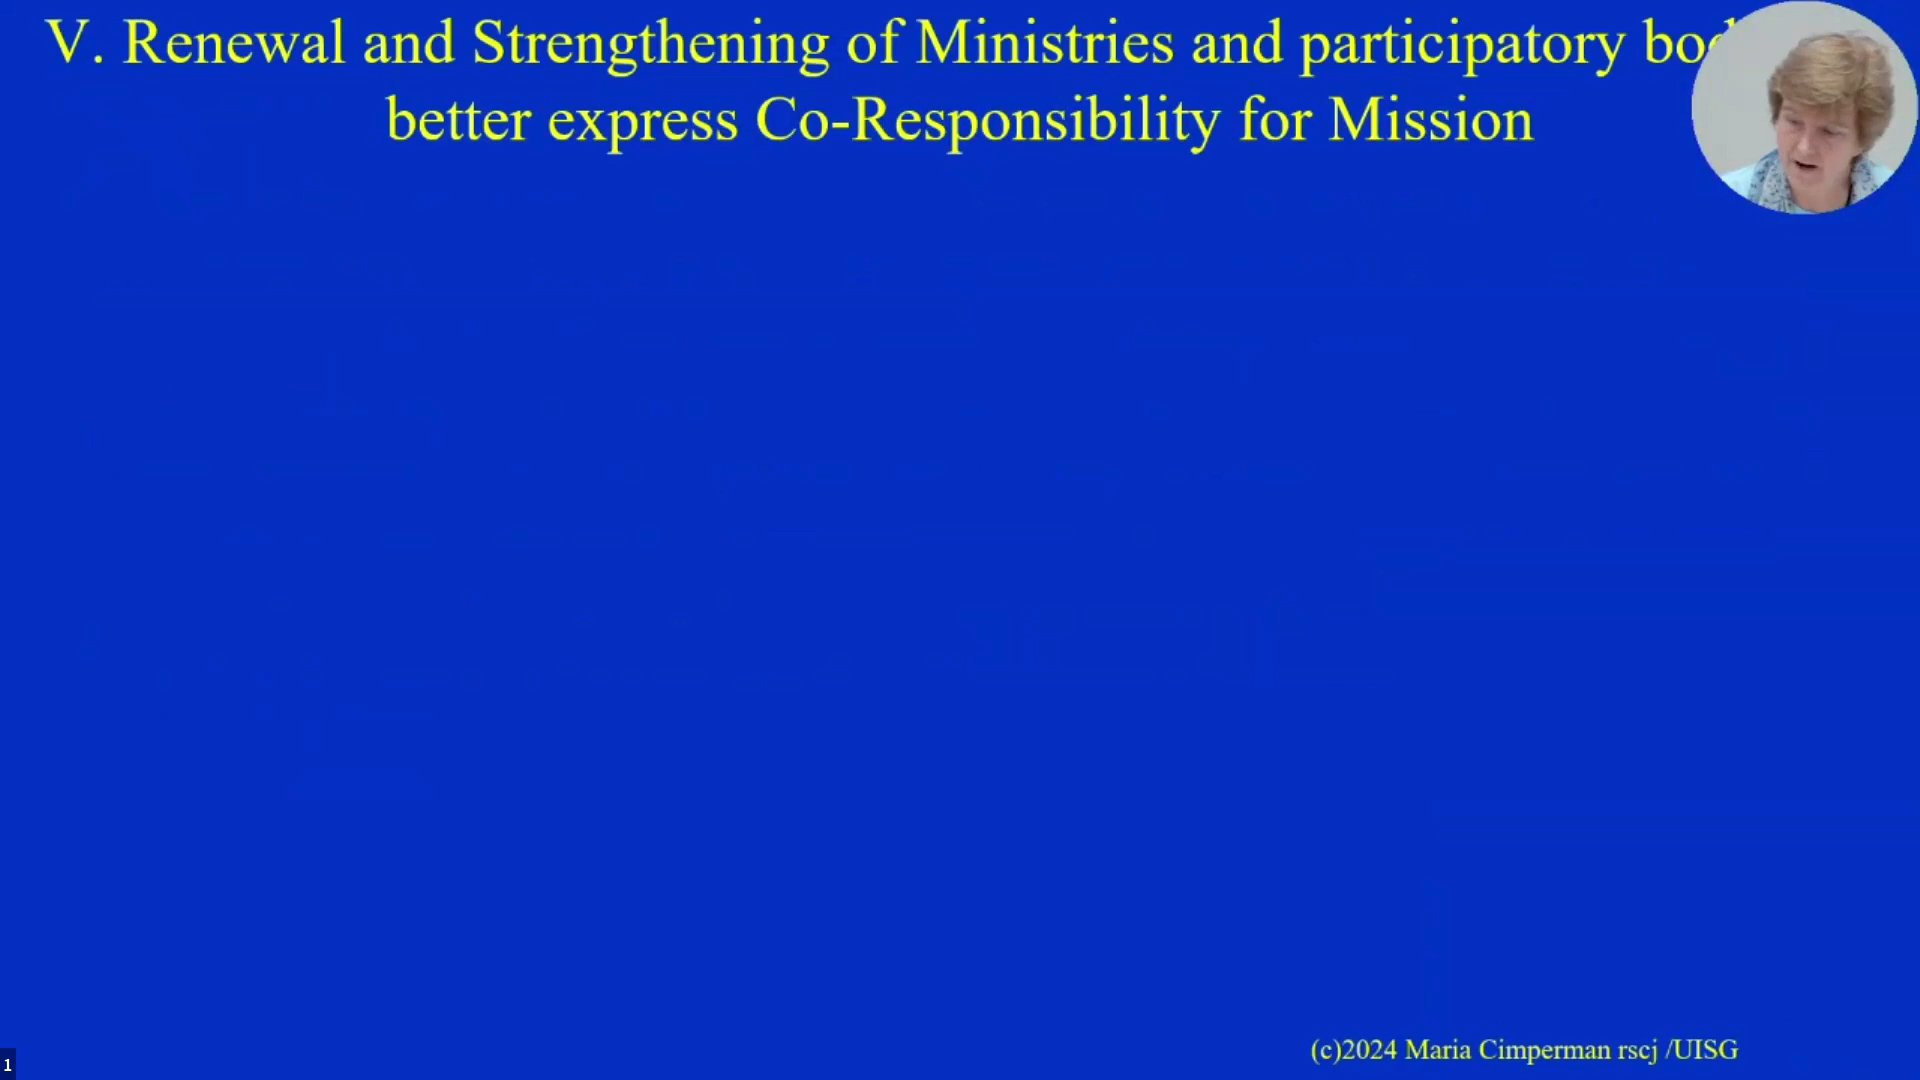 V. Renewal and Strengthening of Ministries and participatory
better express Co-Responsibility for Mission
(c)2024 Maria Cimperman rscj /UISG
1